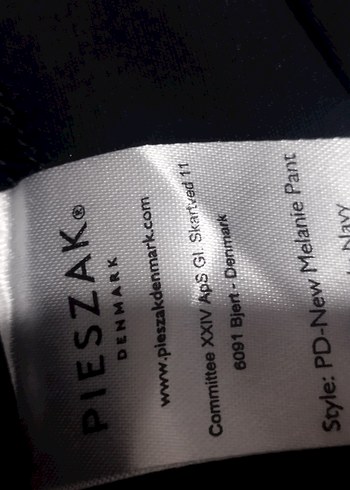 PIESZAK®
DENMARK
www.pieszakdenmark.com
Committee XXIV ApS Gl. Skartved 11
6091 Bjert - Denmark
Style: PD-New Melanie Pant
Navy